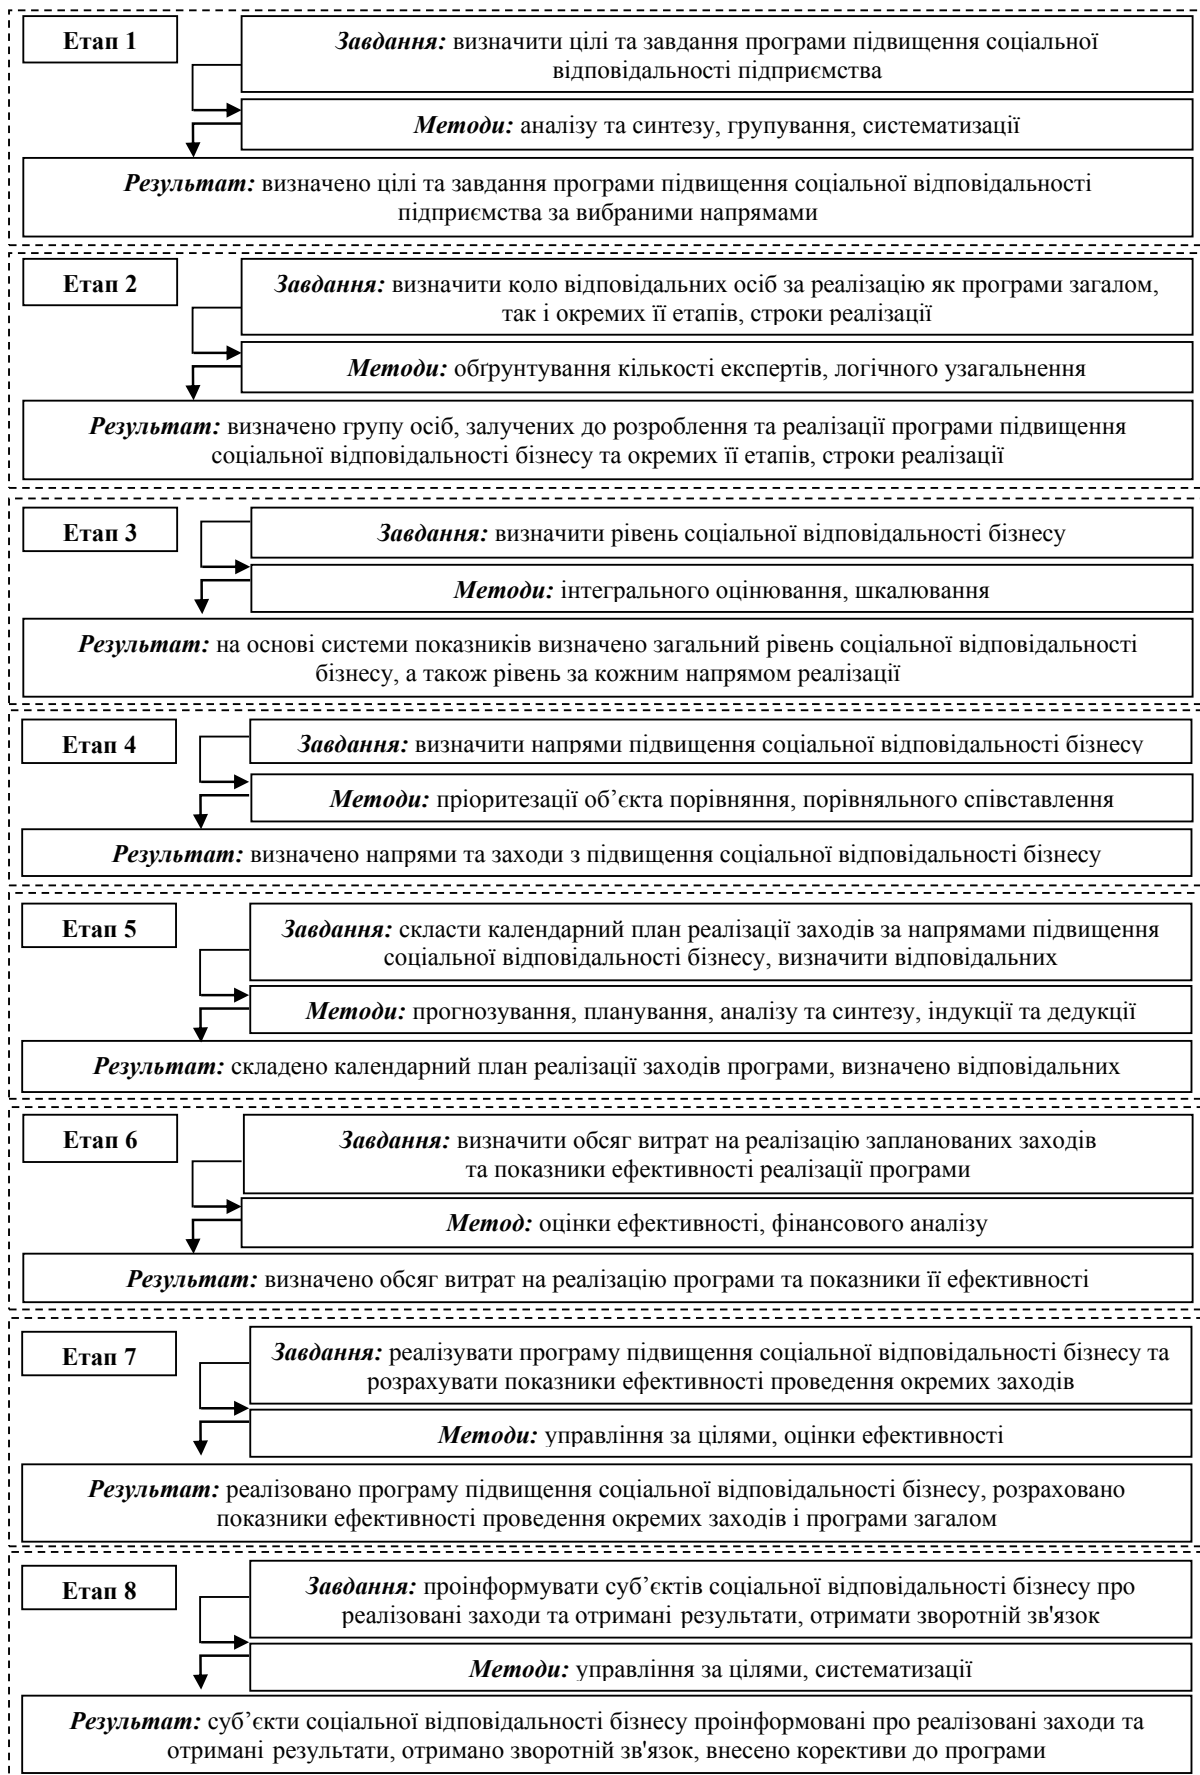 Етап 1
Завдання: визначити цілі та завдання програми підвищення соціальної
відповідальності підприємства
Методи: аналізу та синтезу, групування, систематизації
Результат: визначено цілі та завдання програми підвищення соціальної відповідальності
підприємства за вибраними напрямами
Етап 2
Завдання: визначити коло відповідальних осіб за реалізацію як програми загалом,
так і окремих її етапів, строки реалізації
Методи: обґрунтування кількості експертів, логічного узагальнення
Результат: визначено групу осіб, залучених до розроблення та реалізації програми підвищення
соціальної відповідальності бізнесу та окремих її етапів, строки реалізації
Етап 3
Завдання: визначити рівень соціальної відповідальності бізнесу
Методи: інтегрального оцінювання, шкалювання
Результат: на основі системи показників визначено загальний рівень соціальної відповідальності
бізнесу, а також рівень за кожним напрямом реалізації
Етап 4
Завдання: визначити напрями підвищення соціальної відповідальності бізнесу
Методи: пріоритезації об’єкта порівняння, порівняльного співставлення
Результат: визначено напрями та заходи з підвищення соціальної відповідальності бізнесу
Етап 5
Завдання: скласти календарний план реалізації заходів за напрямами підвищення
соціальної відповідальності бізнесу, визначити відповідальних
Методи: прогнозування, планування, аналізу та синтезу, індукції та дедукції
Результат: складено календарний план реалізації заходів програми, визначено відповідальних
Етап 6
Завдання: визначити обсяг витрат на реалізацію запланованих заходів
та показники ефективності реалізації програми
Метод: оцінки ефективності, фінансового аналізу
Результат: визначено обсяг витрат на реалізацію програми та показники її ефективності
Етап 7
Завдання: реалізувати програму підвищення соціальної відповідальності бізнесу та
розрахувати показники ефективності проведення окремих заходів
Методи: управління за цілями, оцінки ефективності
Результат: реалізовано програму підвищення соціальної відповідальності бізнесу, розраховано
показники ефективності проведення окремих заходів і програми загалом
Етап 8
Завдання: проінформувати суб’єктів соціальної відповідальності бізнесу про
реалізовані заходи та отримані результати, отримати зворотній зв'язок
Методи: управління за цілями, систематизації
Результат: суб’єкти соціальної відповідальності бізнесу проінформовані про реалізовані заходи та
отримані результати, отримано зворотній зв'язок, внесено корективи до програми